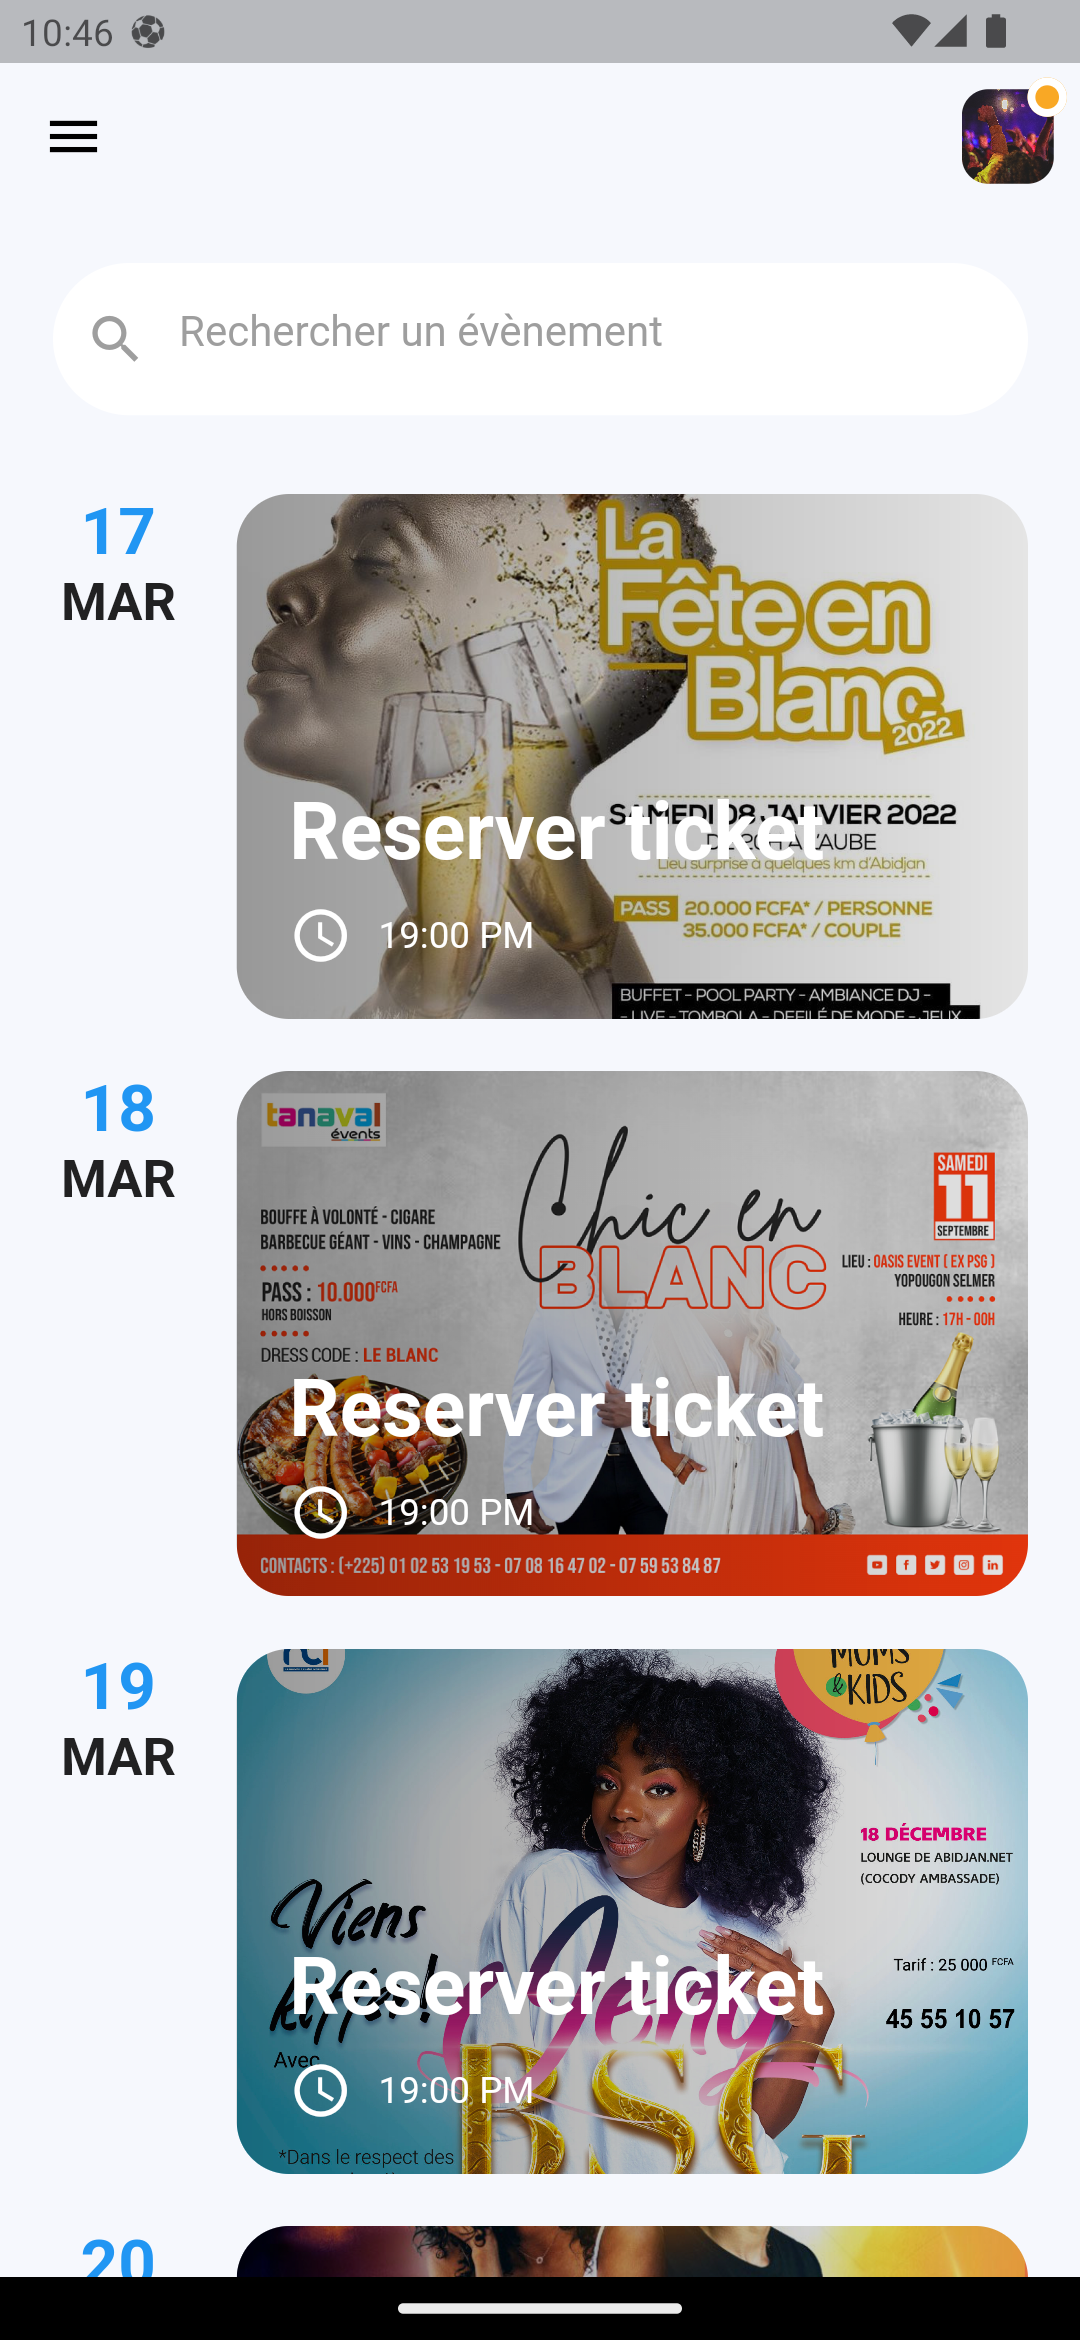 10:46
Rechercher un évènement
17
MAR
La
Fête en
Blanc
2022
SAMEDI 08 JANVIER 2022
DE 20H À L'AUBE
Lieu surprise à quelques km d'Abidjan
PASS 20.000 FCFA* / PERSONNE
35.000 FCFA* / COUPLE
BUFFET - POOL PARTY - AMBIANCE DJ -
- LIVE - TOMBOLA - DEFILÉ DE MODE - JEUX
Reserver ticket
19:00 PM
18
MAR
tanaval
évents
Chic en
BLANC
SAMEDI
11
SEPTEMBRE
BOUFFE À VOLONTÉ - CIGARE
BARBECUE GÉANT - VINS - CHAMPAGNE
PASS : 10.000FCFA
HORS BOISSON
DRESS CODE : LE BLANC
LIEU : OASIS EVENT ( EX PSG )
YOPOUGON SELMER
HEURE : 17H - 00H
Reserver ticket
19:00 PM
CONTACTS : (+225) 01 02 53 19 53 - 07 08 16 47 02 - 07 59 53 84 87
19
MAR
rci
MUMS
& KIDS
18 DÉCEMBRE
LOUNGE DE ABIDJAN.NET
(COCODY AMBASSADE)
Viens
kiffer!
Tarif : 25 000 FCFA
45 55 10 57
Avec
BSG
Reserver ticket
19:00 PM
*Dans le respect des
20